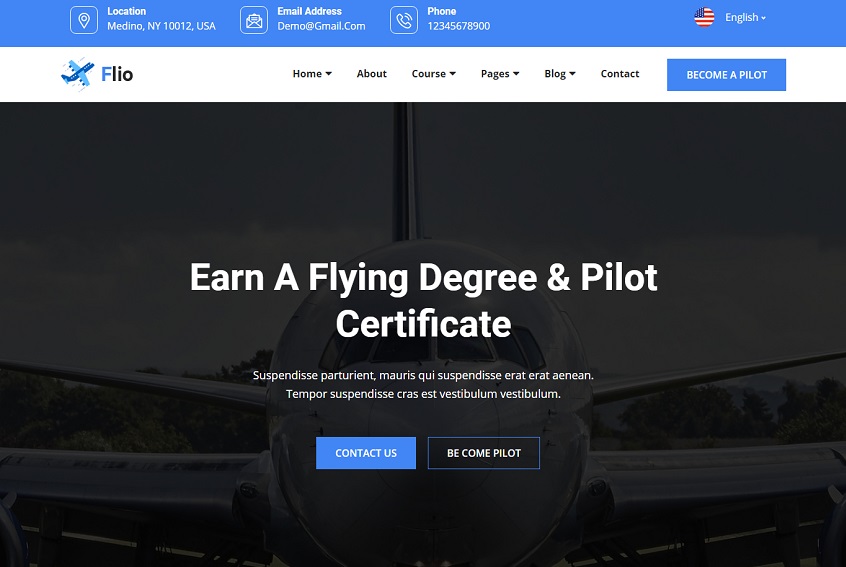 Location
Medino, NY 10012, USA
Email Address
Demo@Gmail.Com
Phone
12345678900
English
Flio
Home
About
Course
Pages
Blog
Contact
BECOME A PILOT
Earn A Flying Degree & Pilot
Certificate
Suspendisse parturient, mauris qui suspendisse erat erat aenean.
Tempor suspendisse cras est vestibulum vestibulum.
CONTACT US
BE COME PILOT